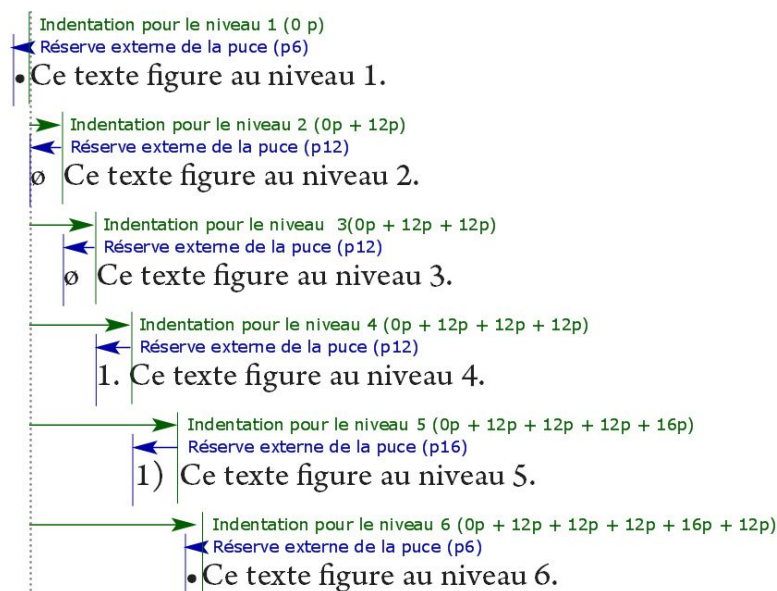 Indentation pour le niveau 1 (0 p)
Réserve externe de la puce (p6)
•Ce texte figure au niveau 1.
Indentation pour le niveau 2 (0p + 12p)
Réserve externe de la puce (p12)
ø Ce texte figure au niveau 2.
Indentation pour le niveau 3(0p + 12p + 12p)
Réserve externe de la puce (p12)
ø Ce texte figure au niveau 3.
Indentation pour le niveau 4 (0p + 12p + 12p + 12p)
Réserve externe de la puce (p12)
1. Ce texte figure au niveau 4.
Indentation pour le niveau 5 (0p + 12p + 12p + 12p + 16p)
Réserve externe de la puce (p16)
1) Ce texte figure au niveau 5.
Indentation pour le niveau 6 (0p + 12p + 12p + 12p + 16p + 12p)
Réserve externe de la puce (p6)
•Ce texte figure au niveau 6.